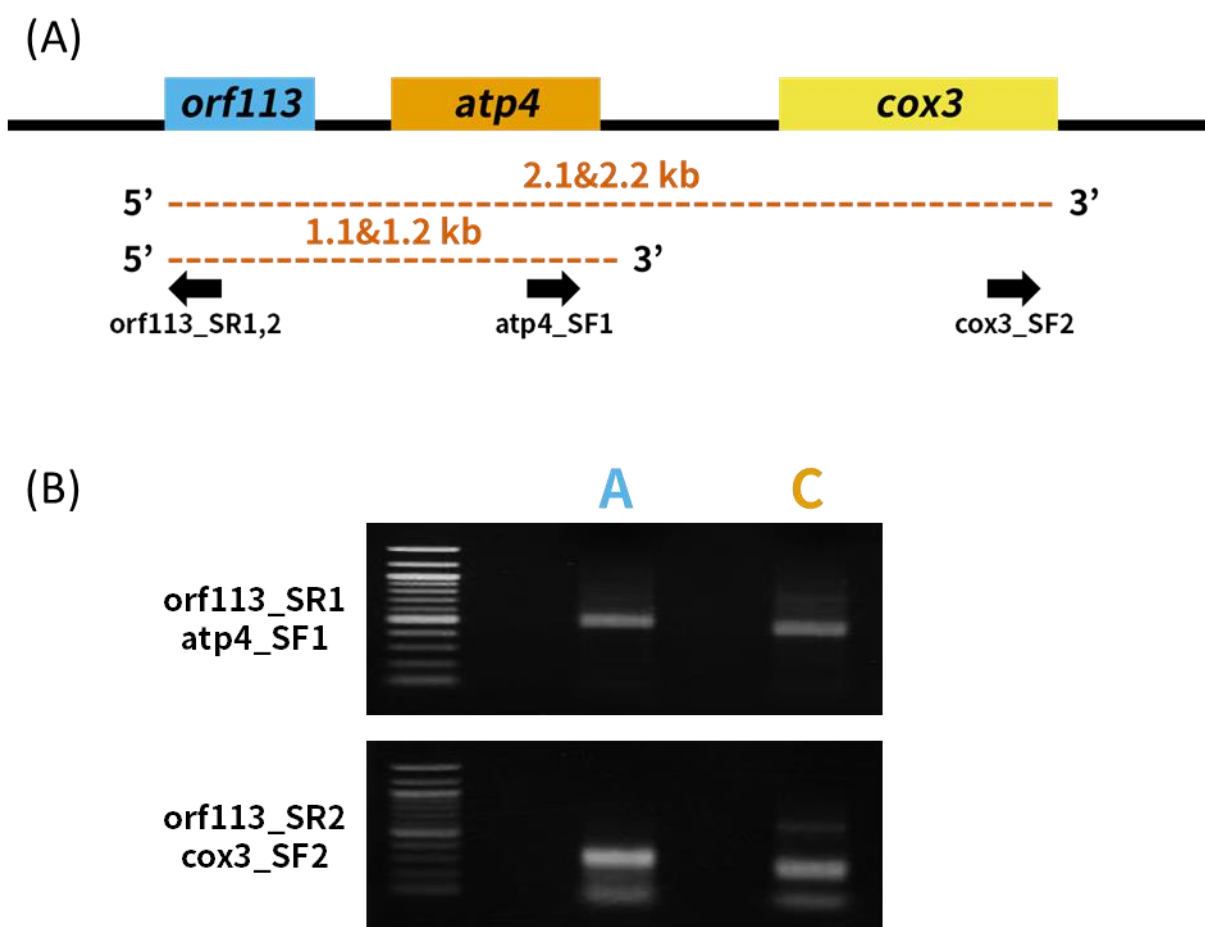 (A)
orf113 atp4 cox3
2.1&2.2 kb
5’ 3’
1.1&1.2 kb
5’ 3’
orf113_SR1,2 atp4_SF1 cox3_SF2
(B)
A C
orf113_SR1
atp4_SF1
orf113_SR2
cox3_SF2